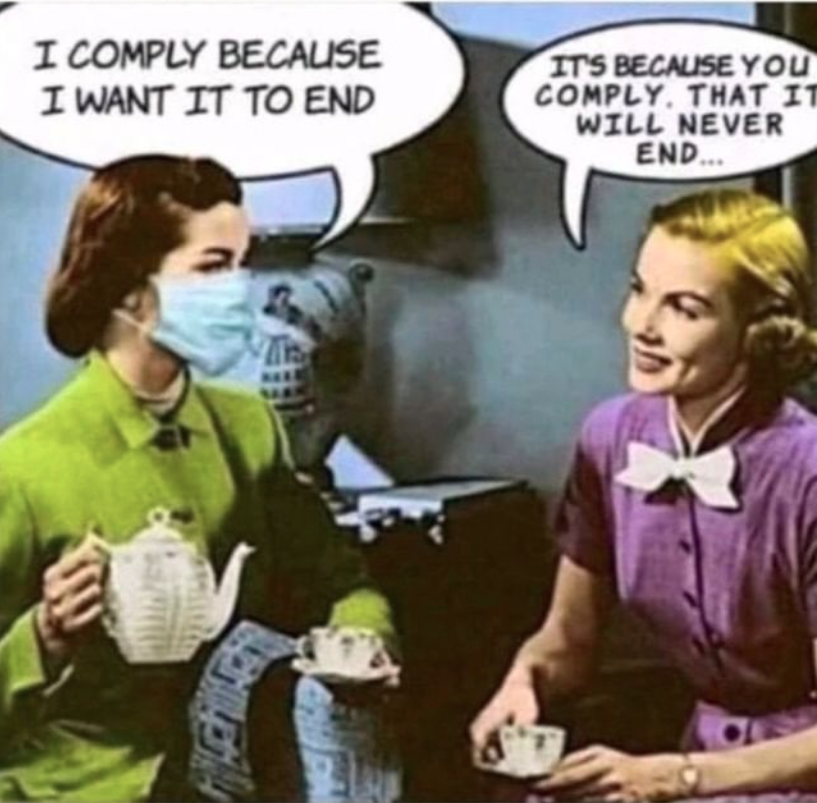 I COMPLY BECAUSE
I WANT IT TO END
IT'S BECAUSE YOU
COMPLY. THAT IT
WILL NEVER
END...